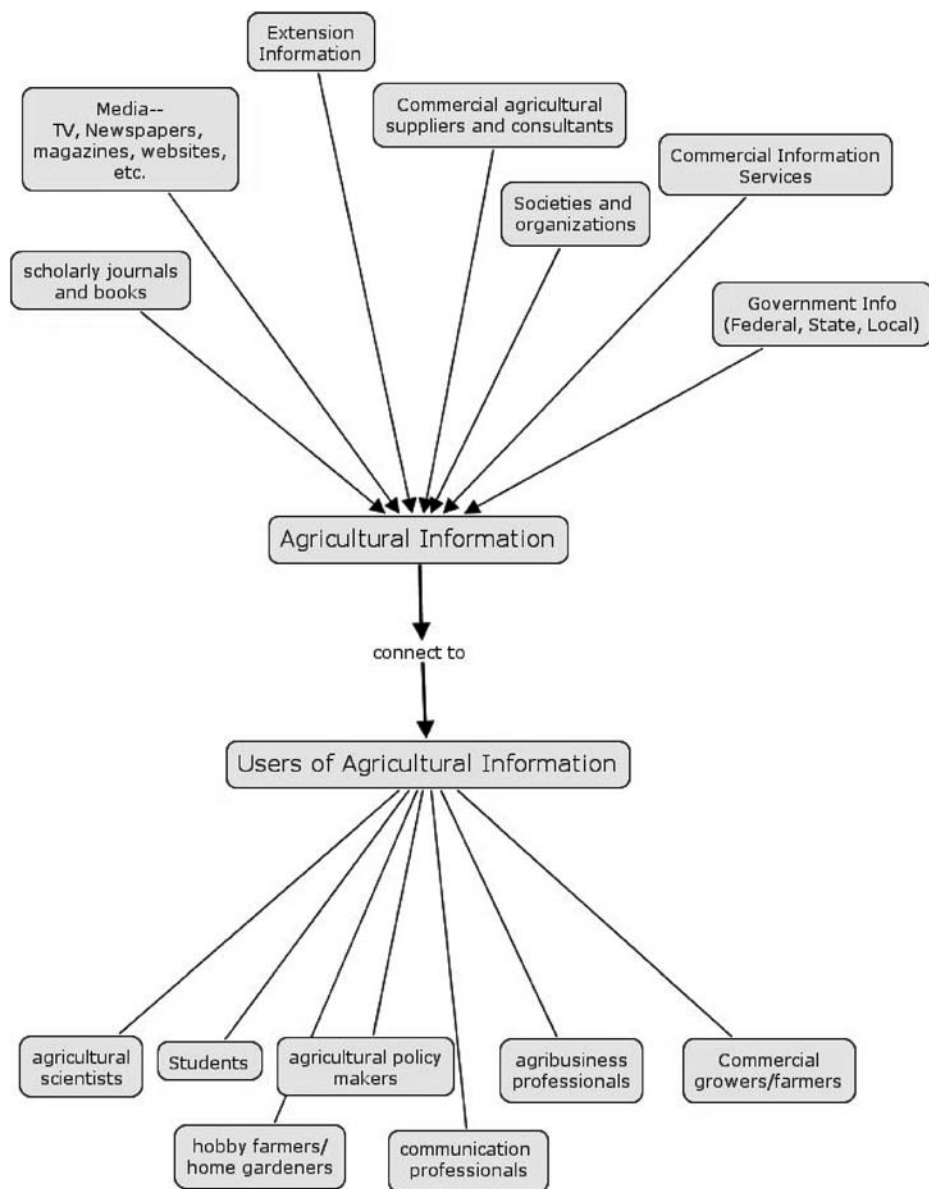 Extension
Information
Media--
TV, Newspapers,
magazines, websites,
etc.
Commercial agricultural
suppliers and consultants
Commercial Information
Services
Societies and
organizations
scholarly journals
and books
Government Info
(Federal, State, Local)
Agricultural Information
connect to
Users of Agricultural Information
agricultural
scientists
Students
agricultural policy
makers
agribusiness
professionals
Commercial
growers/farmers
hobby farmers/
home gardeners
communication
professionals